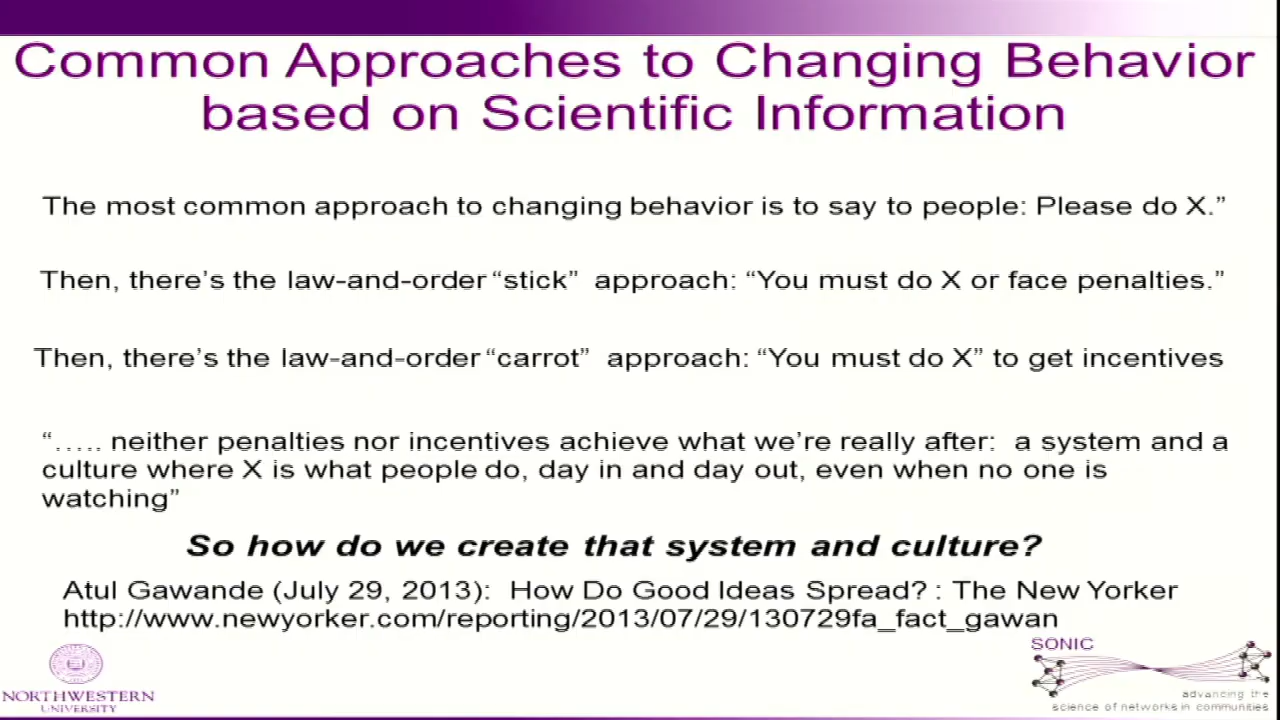 Common Approaches to Changing Behavior
based on Scientific Information
The most common approach to changing behavior is to say to people: Please do X.”
Then, there’s the law-and-order “stick” approach: “You must do X or face penalties.”
Then, there’s the law-and-order “carrot” approach: “You must do X” to get incentives
“….. neither penalties nor incentives achieve what we’re really after: a system and a
culture where X is what people do, day in and day out, even when no one is
watching”
So how do we create that system and culture?
Atul Gawande (July 29, 2013): How Do Good Ideas Spread? : The New Yorker
http://www.newyorker.com/reporting/2013/07/29/130729fa_fact_gawan
NORTHWESTERN
UNIVERSITY
SONIC
advancing the
science of networks in communities